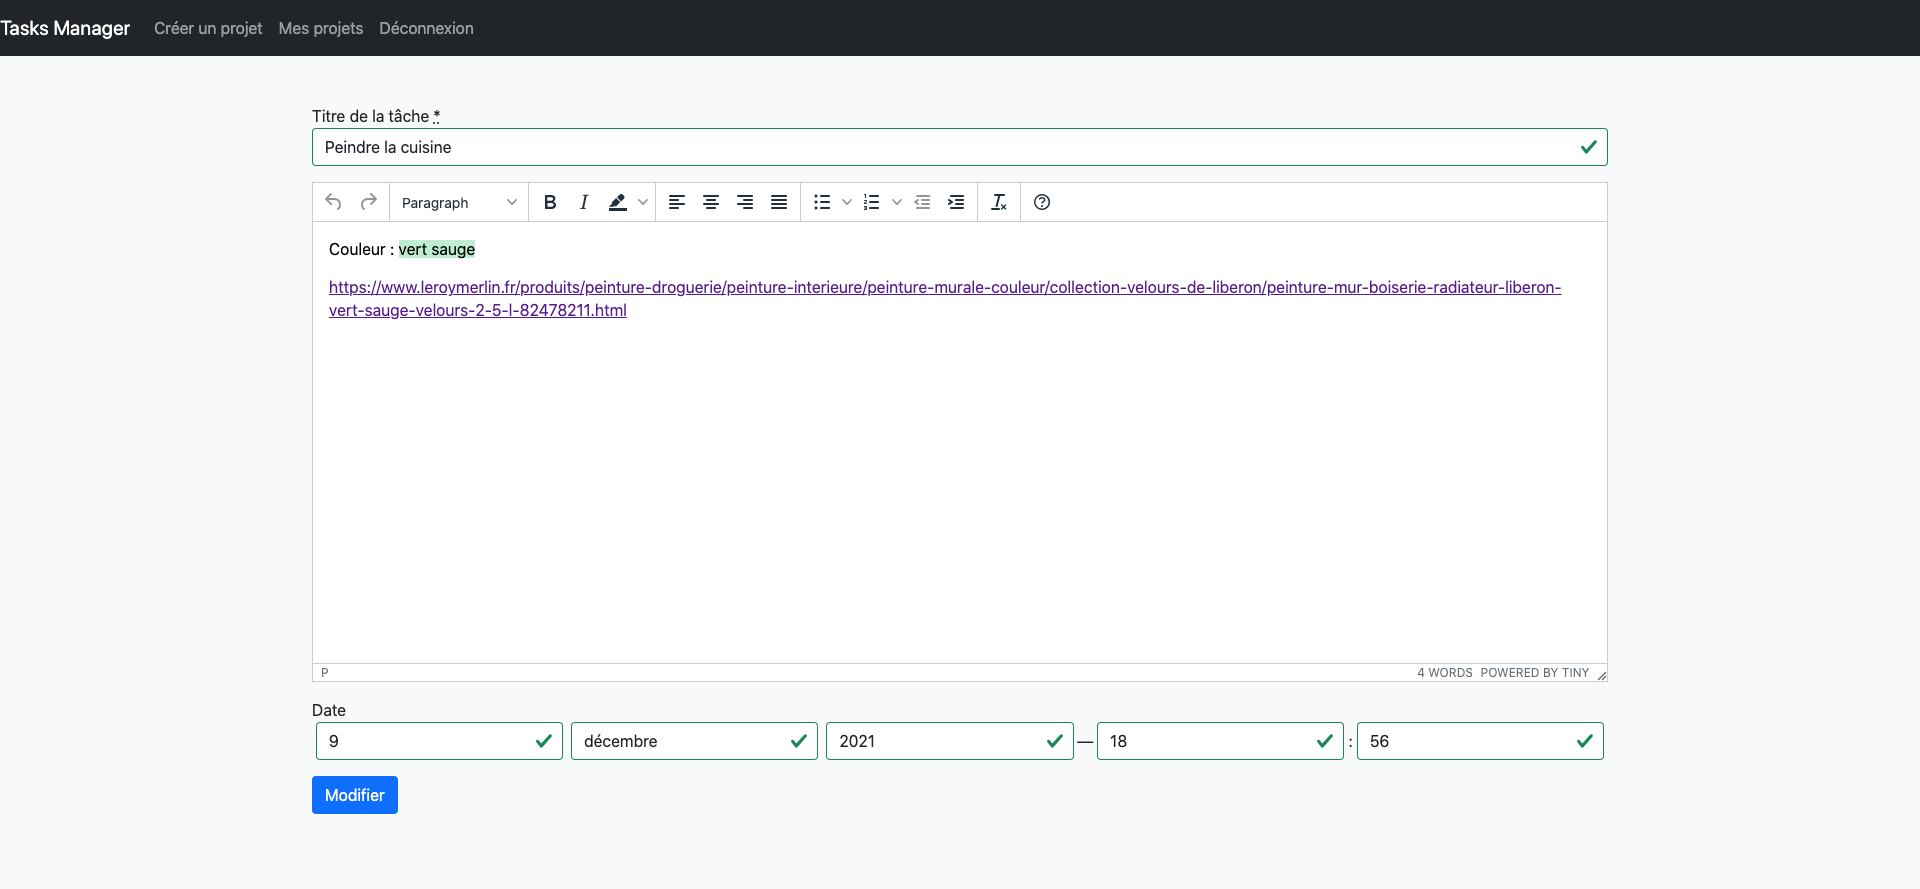 Tasks Manager Créer un projet Mes projets Déconnexion
Titre de la tâche *
Peindre la cuisine
Paragraph B I
Couleur : vert sauge
https://www.leroymerlin.fr/produits/peinture-droguerie/peinture-interieure/peinture-murale-couleur/collection-velours-de-liberon/peinture-mur-boiserie-radiateur-liberon-
vert-sauge-velours-2-5-l-82478211.html
P 4 WORDS POWERED BY TINY
Date
9 décembre 2021 — 18 : 56
Modifier